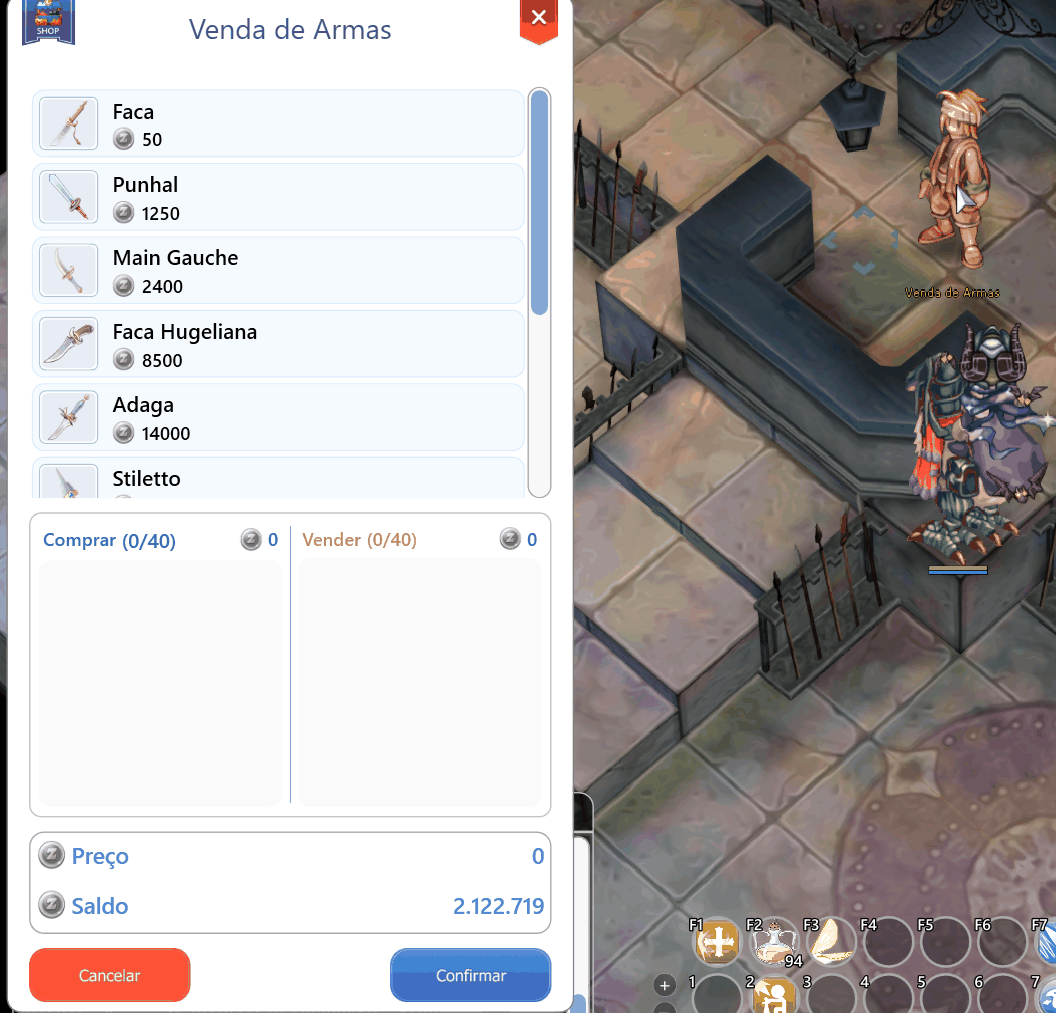 SHOP
Venda de Armas
Faca
50
Punhal
1250
Main Gauche
2400
Faca Hugeliana
8500
Adaga
14000
Stiletto
Comprar (0/40) 0
Vender (0/40) 0
Preço 0
Saldo 2.122.719
Cancelar
Confirmar
Venda de Armas
F1 F2 F3 F4 F5 F6 F7
94
+ 1 2 3 4 5 6 7